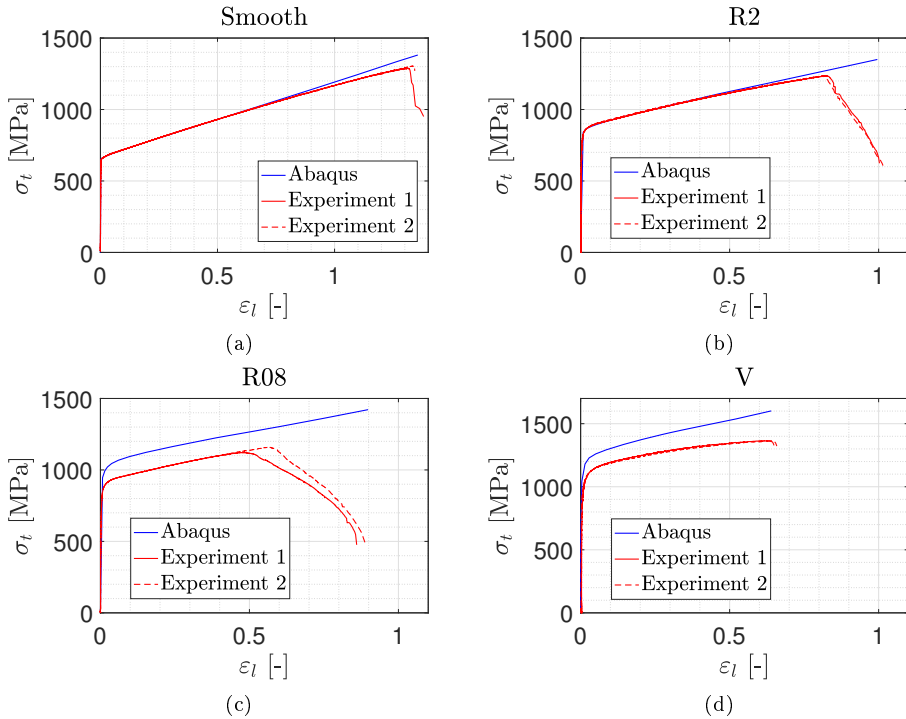 Smooth
1500
1000
500
0
σt [MPa]
0
0.5
1
εl [-]
Abaqus
Experiment 1
Experiment 2
(a)
R2
1500
1000
500
0
σt [MPa]
0
0.5
1
εl [-]
Abaqus
Experiment 1
Experiment 2
(b)
R08
1500
1000
500
0
σt [MPa]
0
0.5
1
εl [-]
Abaqus
Experiment 1
Experiment 2
(c)
V
1500
1000
500
0
σt [MPa]
0
0.5
1
εl [-]
Abaqus
Experiment 1
Experiment 2
(d)